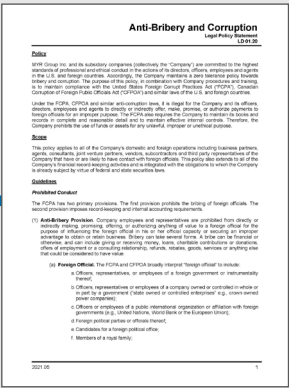 Anti-Bribery and Corruption
Legal Policy Statement
LD 01.20
Policy
MYR Group Inc. and its subsidiary companies (collectively the "Company") are committed to the highest
standards of professional and ethical conduct in the actions of its directors, officers, employees and agents
in the U.S. and foreign countries. Accordingly, the Company maintains a zero tolerance policy towards
bribery and corruption. The purpose of this policy, in combination with Company procedures and training,
is to maintain compliance with the United States Foreign Corrupt Practices Act ("FCPA"), Canadian
Corruption of Foreign Public Officials Act ("CFPOA") and similar laws of the U.S. and foreign countries.
Under the FCPA, CFPOA and similar anti-corruption laws, it is illegal for the Company and its officers,
directors, employees and agents to directly or indirectly offer, make, promise, or authorize payments to
foreign officials for an improper purpose. The FCPA also requires the Company to maintain its books and
records in complete and reasonable detail and to maintain effective internal controls. Therefore, the
Company prohibits the use of funds or assets for any unlawful, improper or unethical purpose.
Scope
This policy applies to all of the Company's domestic and foreign operations including business partners,
agents, consultants, joint venture partners, vendors, subcontractors and third party representatives of the
Company that have or are likely to have contact with foreign officials. This policy also extends to all of the
Company's financial record-keeping activities and is integrated with the obligations to which the Company
is already subject by virtue of federal and state securities laws.
Guidelines
Prohibited Conduct
The FCPA has two primary provisions. The first provision prohibits the bribing of foreign officials. The
second provision imposes record-keeping and internal accounting requirements.
(1) Anti-Bribery Provision. Company employees and representatives are prohibited from directly or
indirectly making, promising, offering, or authorizing anything of value to a foreign official for the
purpose of influencing the foreign official in his or her official capacity or securing an improper
advantage to obtain or retain business. Bribery can take several forms. A bribe can be financial or
otherwise, and can include giving or receiving money, loans, charitable contributions or donations,
offers of employment or a consulting relationship, refunds, rebates, goods, services or anything else
that could be considered to have value.
(a) Foreign Official. The FCPA and CFPOA broadly interpret "foreign official" to include:
a Officers, representatives, or employees of a foreign government or instrumentality
thereof;
b Officers, representatives or employees of a company owned or controlled in whole or
in part by a government ("state owned or controlled enterprises" e.g., crown-owned
power companies);
c Officers or employees of a public international organization or affiliation with foreign
governments (e.g., United Nations, World Bank or the European Union);
d Foreign political parties or officials thereof;
e Candidates for a foreign political office;
f Members of a royal family;
2021.05 1